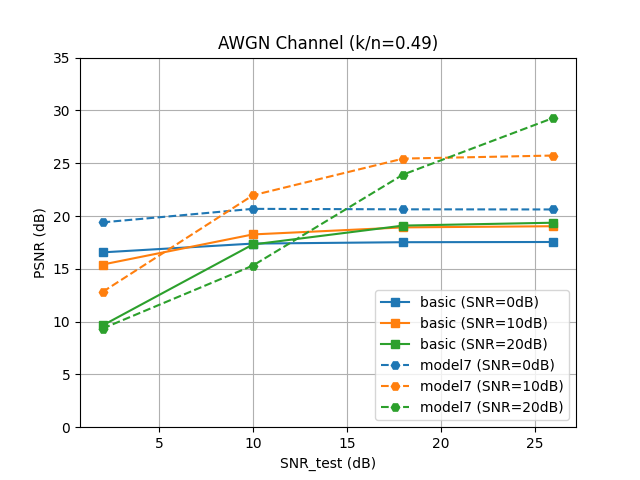 AWGN Channel (k/n=0.49)
PSNR (dB)
35
30
25
20
15
10
5
0
basic (SNR=0dB)
basic (SNR=10dB)
basic (SNR=20dB)
model7 (SNR=0dB)
model7 (SNR=10dB)
model7 (SNR=20dB)
5 10 15 20 25
SNR_test (dB)